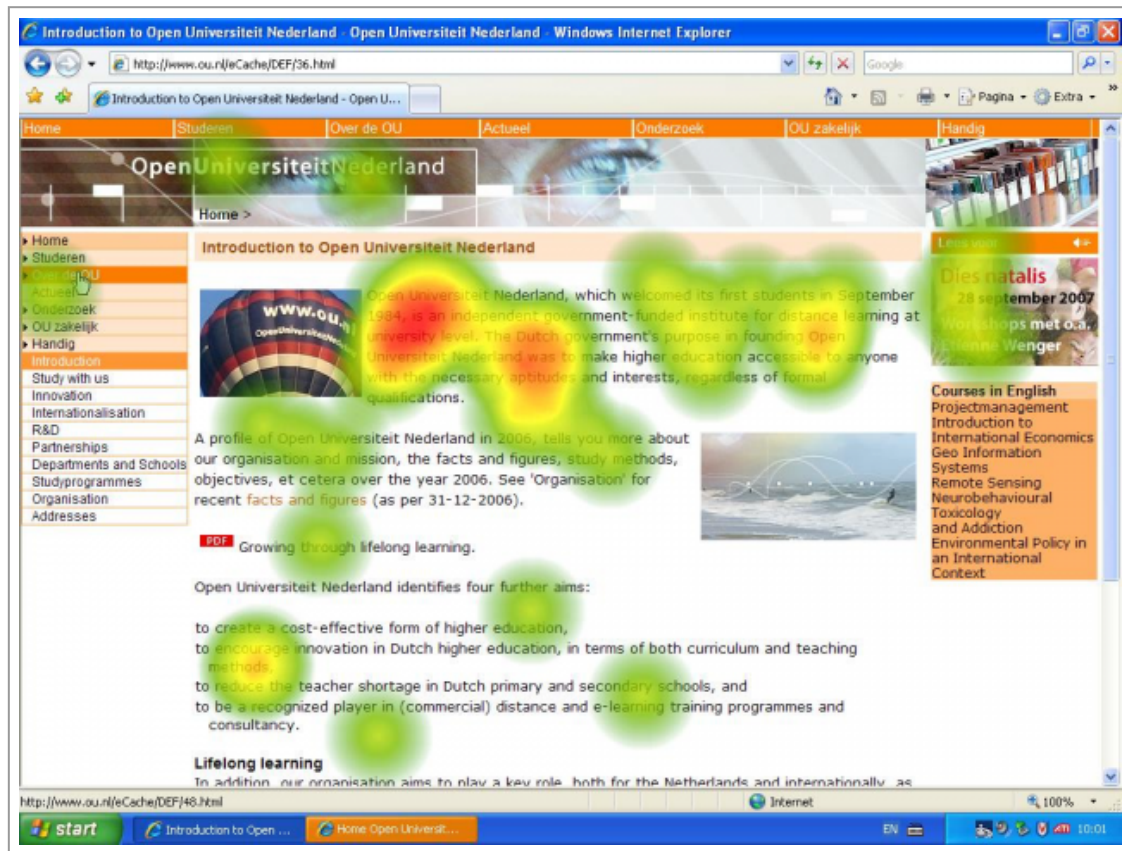 Introduction to Open Universiteit Nederland - Open Universiteit Nederland - Windows Internet Explorer
http://www.ou.nl/eCache/DEF/36.html
Google
Introduction to Open Universiteit Nederland - Open U...
Pagina
Extra
Home Studeren Over de OU Actueel Onderzoek OU zakelijk Handig
OpenUniversiteitNederland
Home >
Home
Studeren
Over de OU
Actueel
Onderzoek
OU zakelijk
Handig
Introduction
Study with us
Innovation
Internationalisation
R&D
Partnerships
Departments and Schools
Studyprogrammes
Organisation
Addresses
Introduction to Open Universiteit Nederland
www.ou.nl
Open Universiteit Nederland, which welcomed its first students in September
1984, is an independent government-funded institute for distance learning at
university level. The Dutch government's purpose in founding Open
Universiteit Nederland was to make higher education accessible to anyone
with the necessary aptitudes and interests, regardless of formal
qualifications.
A profile of Open Universiteit Nederland in 2006, tells you more about
our organisation and mission, the facts and figures, study methods,
objectives, et cetera over the year 2006. See 'Organisation' for
recent facts and figures (as per 31-12-2006).
PDF Growing through lifelong learning.
Open Universiteit Nederland identifies four further aims:
to create a cost-effective form of higher education,
to encourage innovation in Dutch higher education, in terms of both curriculum and teaching
methods,
to reduce the teacher shortage in Dutch primary and secondary schools, and
to be a recognized player in (commercial) distance and e-learning training programmes and
consultancy.
Lifelong learning
In addition, our organisation aims to play a key role, both for the Netherlands and internationally, as
Lees voor
Dies natalis
28 september 2007
Workshops met o.a.
Etienne Wenger
Courses in English
Projectmanagement
Introduction to
International Economics
Geo Information
Systems
Remote Sensing
Neurobehavioural
Toxicology
and Addiction
Environmental Policy in
an International
Context
http://www.ou.nl/eCache/DEF/48.html
Internet
100%
start
Introduction to Open ...
Home Open Universit...
EN
10:01